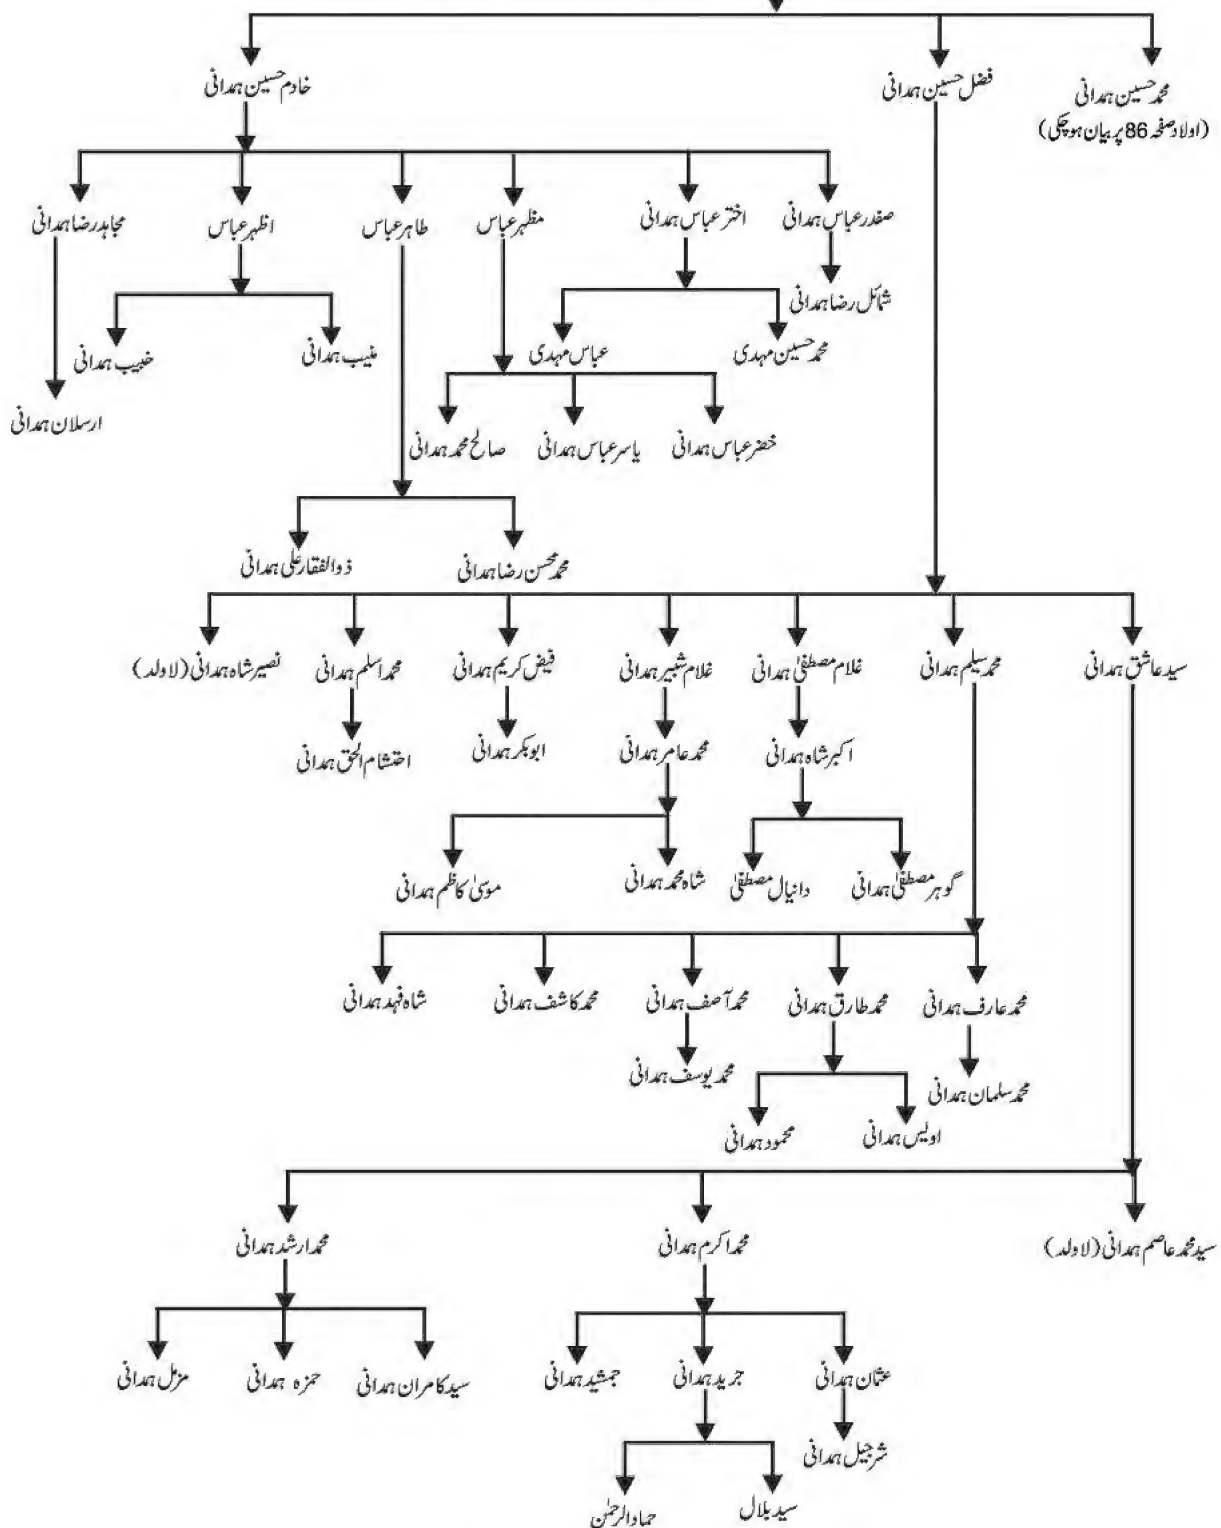 محمد حسین ہمدانی
فضل حسین ہمدانی
خادم حسین ہمدانی
(اولاد صفحہ 86 پر بیان ہو چکی)
صفدر عباس ہمدانی
اختر عباس ہمدانی
مظہر عباس
طاہر عباس
اظہر عباس
مجاہد رضا ہمدانی
شمائل رضا ہمدانی
محمد حسین مہدی
عباس مہدی
منیب ہمدانی
خبیب ہمدانی
ارسلان ہمدانی
خضر عباس ہمدانی
یاسر عباس ہمدانی
صالح محمد ہمدانی
محمد محسن رضا ہمدانی
ذوالفقار علی ہمدانی
سید عاشق ہمدانی
محمد سلیم ہمدانی
غلام مصطفیٰ ہمدانی
غلام شبیر ہمدانی
فیض کریم ہمدانی
محمد اسلم ہمدانی
نصیر شاہ ہمدانی (لاولد)
اکبر شاہ ہمدانی
محمد عامر ہمدانی
ابوبکر ہمدانی
احتشام الحق ہمدانی
گوہر مصطفیٰ ہمدانی
دانیال مصطفیٰ
شاہ محمد ہمدانی
موسیٰ کاظم ہمدانی
محمد عارف ہمدانی
محمد طارق ہمدانی
محمد آصف ہمدانی
محمد کاشف ہمدانی
شاہ فہد ہمدانی
محمد یوسف ہمدانی
محمد سلمان ہمدانی
اویس ہمدانی
محمود ہمدانی
سید محمد عاصم ہمدانی (لاولد)
محمد اکرم ہمدانی
محمد ارشد ہمدانی
عثمان ہمدانی
جرید ہمدانی
جمشید ہمدانی
سید کامران ہمدانی
حمزہ ہمدانی
مزمل ہمدانی
شرجیل ہمدانی
سید بلال
حماد الرحمٰن